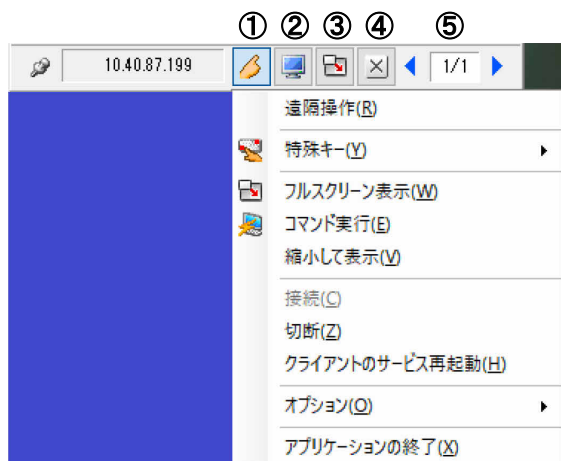 ① ② ③ ④ ⑤
10.40.87.199 1/1
遠隔操作(R)
特殊キー(Y)
フルスクリーン表示(W)
コマンド実行(E)
縮小して表示(V)
接続(C)
切断(Z)
クライアントのサービス再起動(H)
オプション(O)
アプリケーションの終了(X)